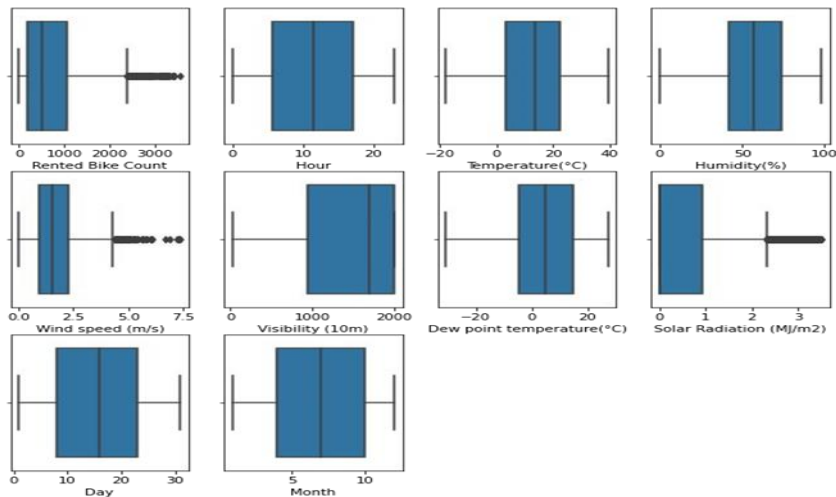 0 1000 2000 3000
Rented Bike Count
0 10 20
Hour
−20 0 20 40
Temperature(°C)
0 50 100
Humidity(%)
0.0 2.5 5.0 7.5
Wind speed (m/s)
0 1000 2000
Visibility (10m)
−20 0 20
Dew point temperature(°C)
0 1 2 3
Solar Radiation (MJ/m2)
0 10 20 30
Day
5 10
Month